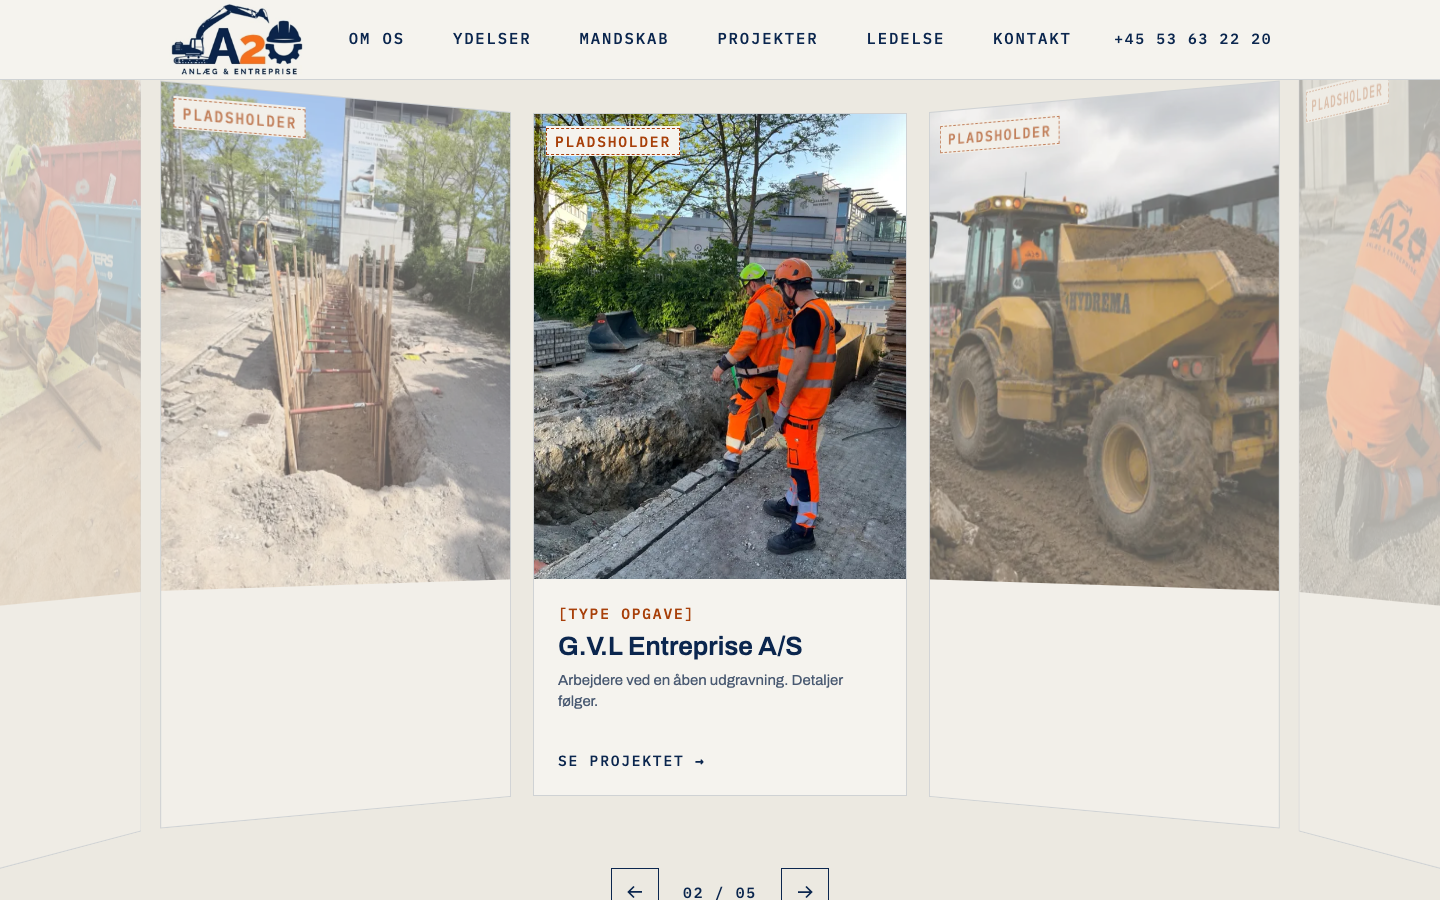 A2
ANLÆG & ENTREPRISE
OM OS
YDELSER
MANDSKAB
PROJEKTER
LEDELSE
KONTAKT
+45 53 63 22 20
PLADSHOLDER
PLADSHOLDER
PLADSHOLDER
PLADSHOLDER
HYDREMA
A2
[TYPE OPGAVE]
G.V.L Entreprise A/S
Arbejdere ved en åben udgravning. Detaljer
følger.
SE PROJEKTET →
← 02 / 05 →